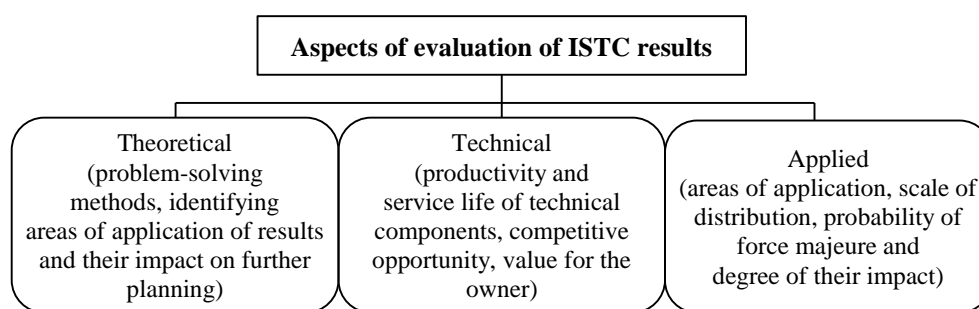 Aspects of evaluation of ISTC results
Theoretical
(problem-solving
methods, identifying
areas of application of results
and their impact on further
planning)
Technical
(productivity and
service life of technical
components, competitive
opportunity, value for the
owner)
Applied
(areas of application, scale of
distribution, probability of
force majeure and
degree of their impact)